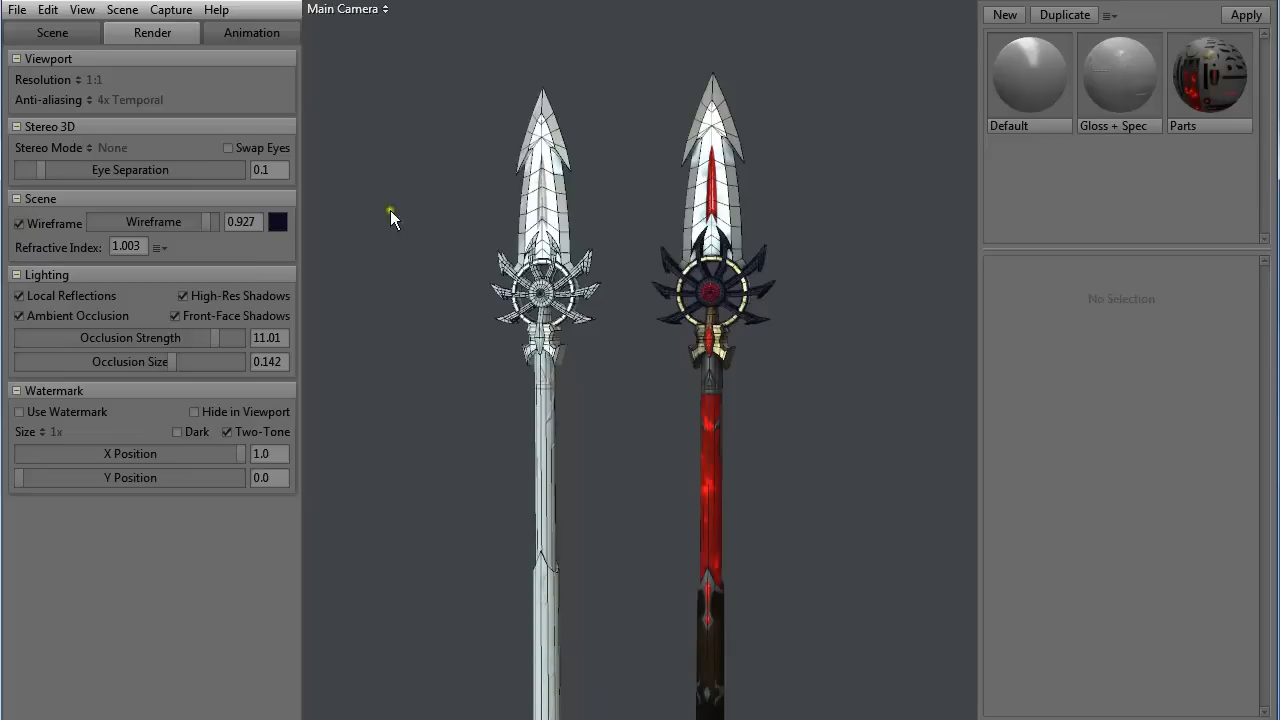 File Edit View Scene Capture Help
Main Camera
New Duplicate Apply
Scene Render Animation
Viewport
Resolution 1:1
Anti-aliasing 4x Temporal
Stereo 3D
Stereo Mode None Swap Eyes
Eye Separation 0.1
Scene
Wireframe Wireframe 0.927
Refractive Index: 1.003
Lighting
Local Reflections High-Res Shadows
Ambient Occlusion Front-Face Shadows
Occlusion Strength 11.01
Occlusion Size 0.142
Watermark
Use Watermark Hide in Viewport
Size 1x Dark Two-Tone
X Position 1.0
Y Position 0.0
Default Gloss + Spec Parts
No Selection